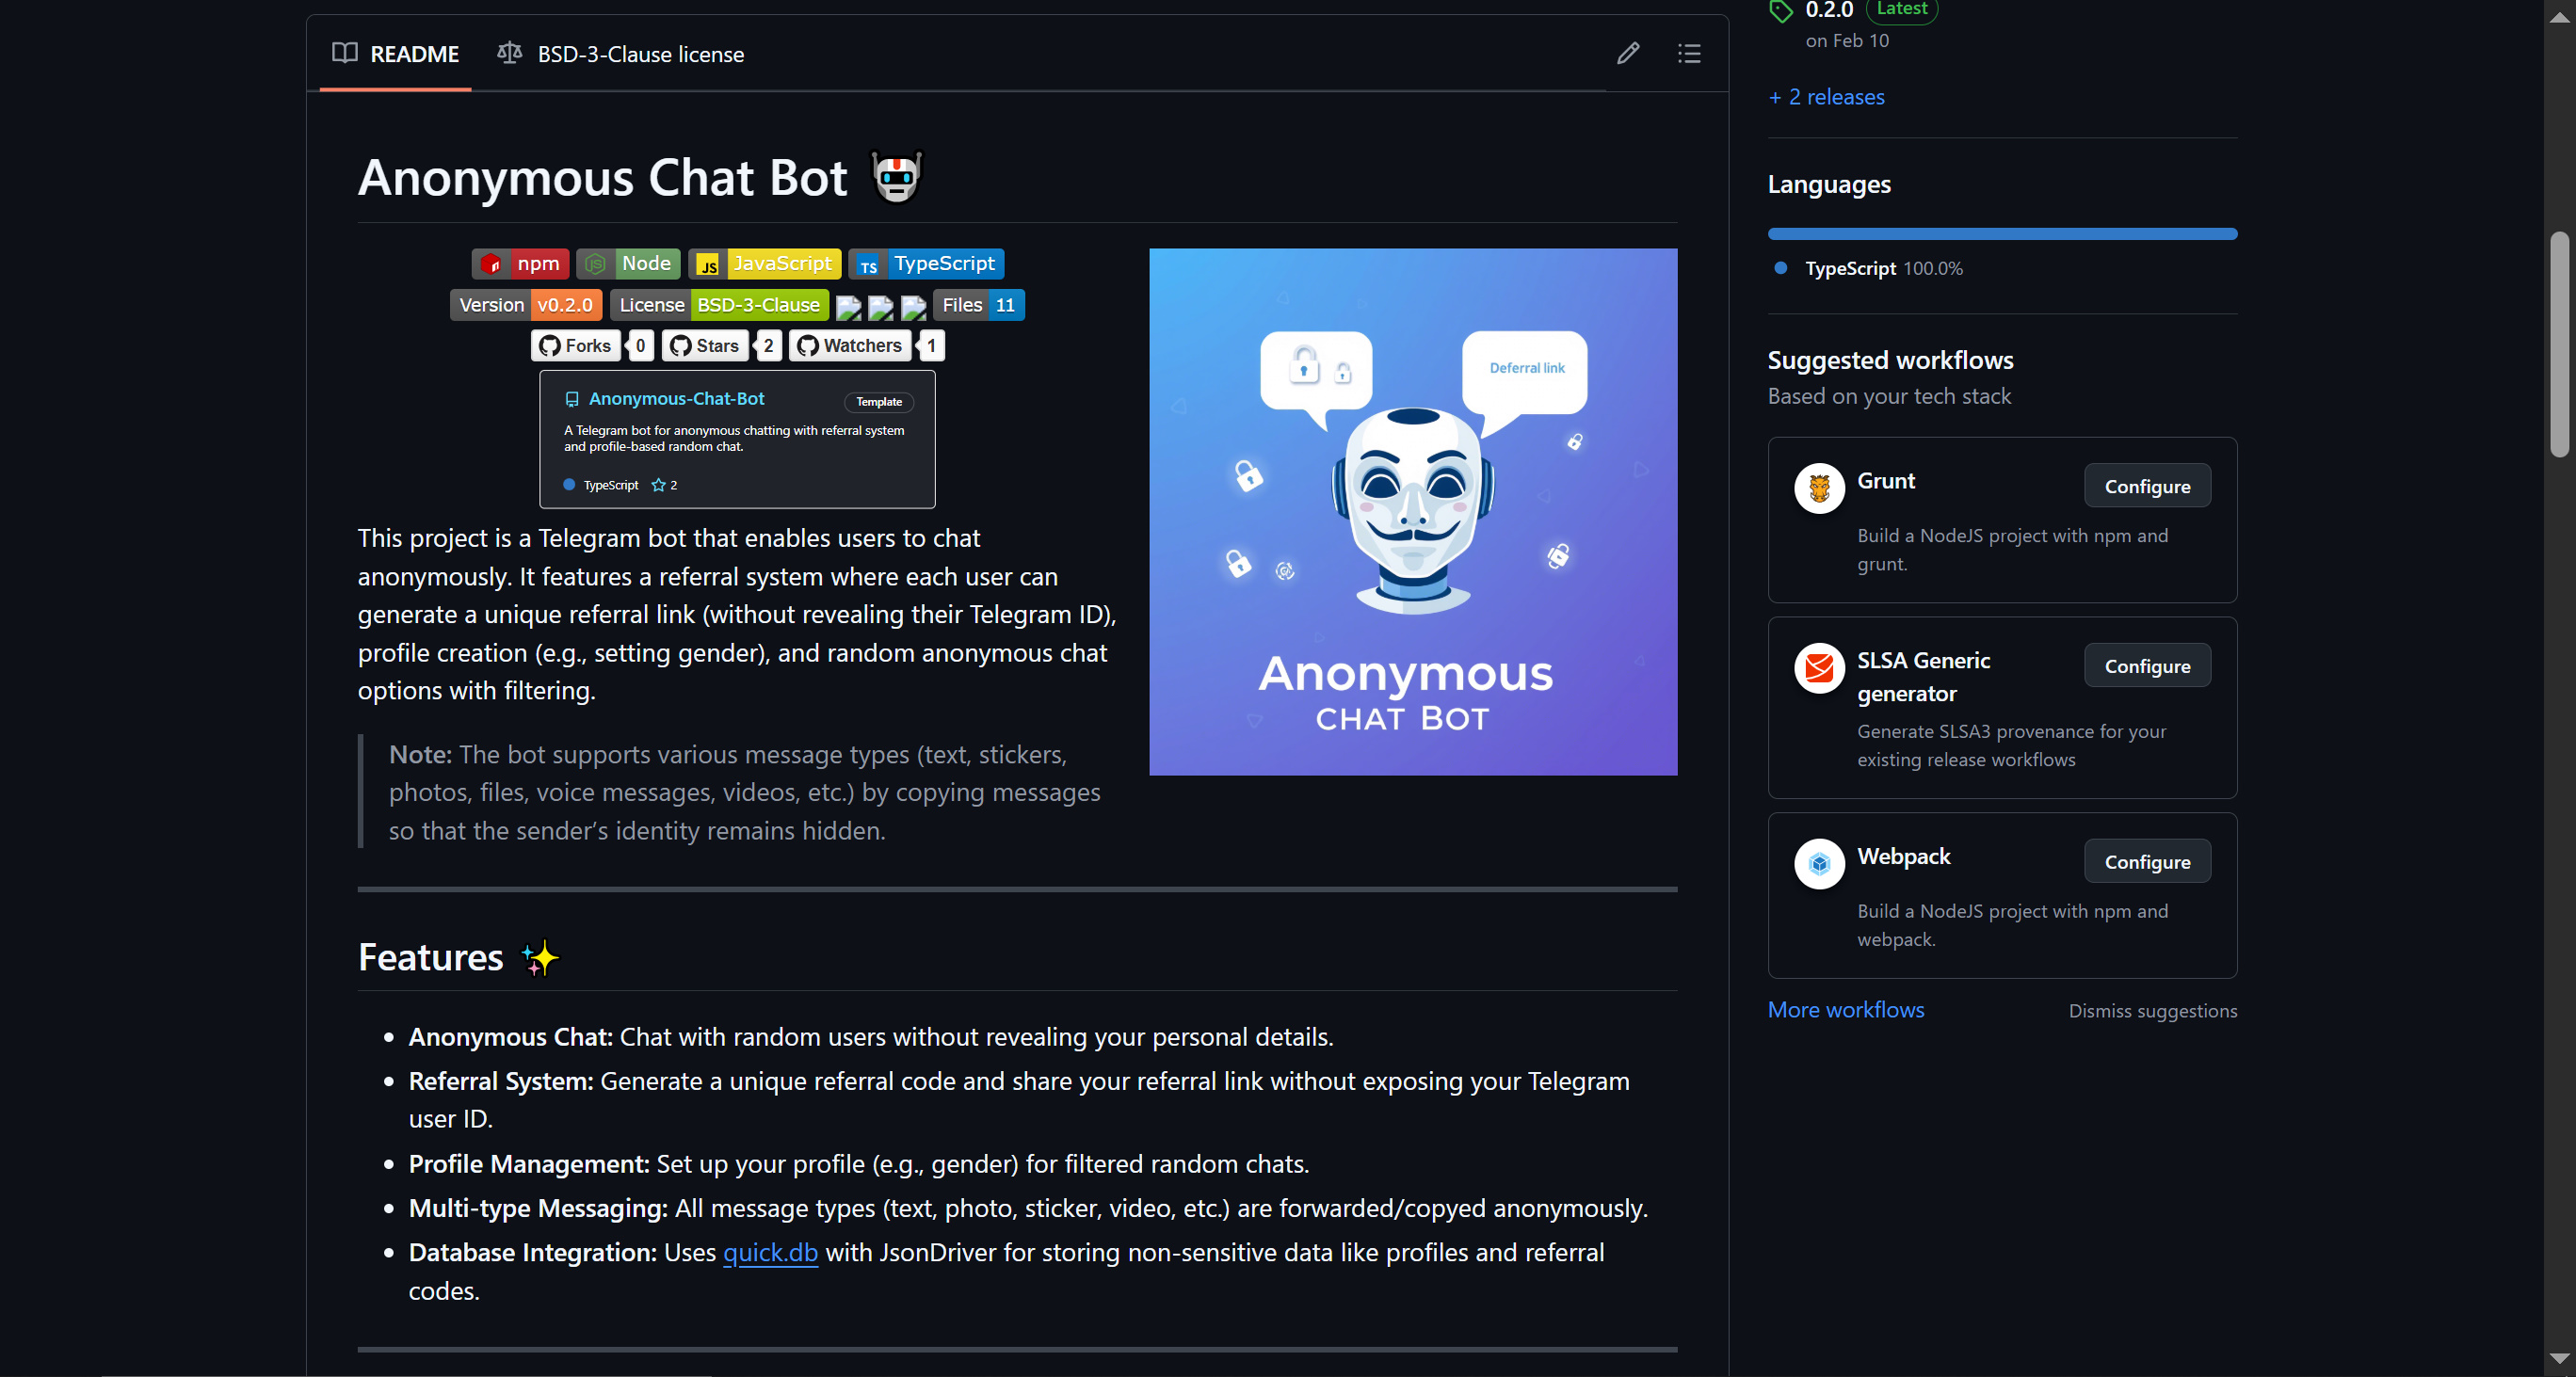 README
BSD-3-Clause license
Anonymous Chat Bot
npm
JS Node
JS JavaScript
TS TypeScript
Version v0.2.0
License BSD-3-Clause
Files 11
Forks 0
Stars 2
Watchers 1
Anonymous-Chat-Bot
Template
A Telegram bot for anonymous chatting with referral system
and profile-based random chat.
TypeScript 2
This project is a Telegram bot that enables users to chat
anonymously. It features a referral system where each user can
generate a unique referral link (without revealing their Telegram ID),
profile creation (e.g., setting gender), and random anonymous chat
options with filtering.
Note: The bot supports various message types (text, stickers,
photos, files, voice messages, videos, etc.) by copying messages
so that the sender’s identity remains hidden.
Deferral link
Anonymous
CHAT BOT
Features
• Anonymous Chat: Chat with random users without revealing your personal details.
• Referral System: Generate a unique referral code and share your referral link without exposing your Telegram
user ID.
• Profile Management: Set up your profile (e.g., gender) for filtered random chats.
• Multi-type Messaging: All message types (text, photo, sticker, video, etc.) are forwarded/copyed anonymously.
• Database Integration: Uses quick.db with JsonDriver for storing non-sensitive data like profiles and referral
codes.
0.2.0 Latest
on Feb 10
+ 2 releases
Languages
TypeScript 100.0%
Suggested workflows
Based on your tech stack
Grunt
Configure
Build a NodeJS project with npm and
grunt.
SLSA Generic
generator
Configure
Generate SLSA3 provenance for your
existing release workflows
Webpack
Configure
Build a NodeJS project with npm and
webpack.
More workflows
Dismiss suggestions